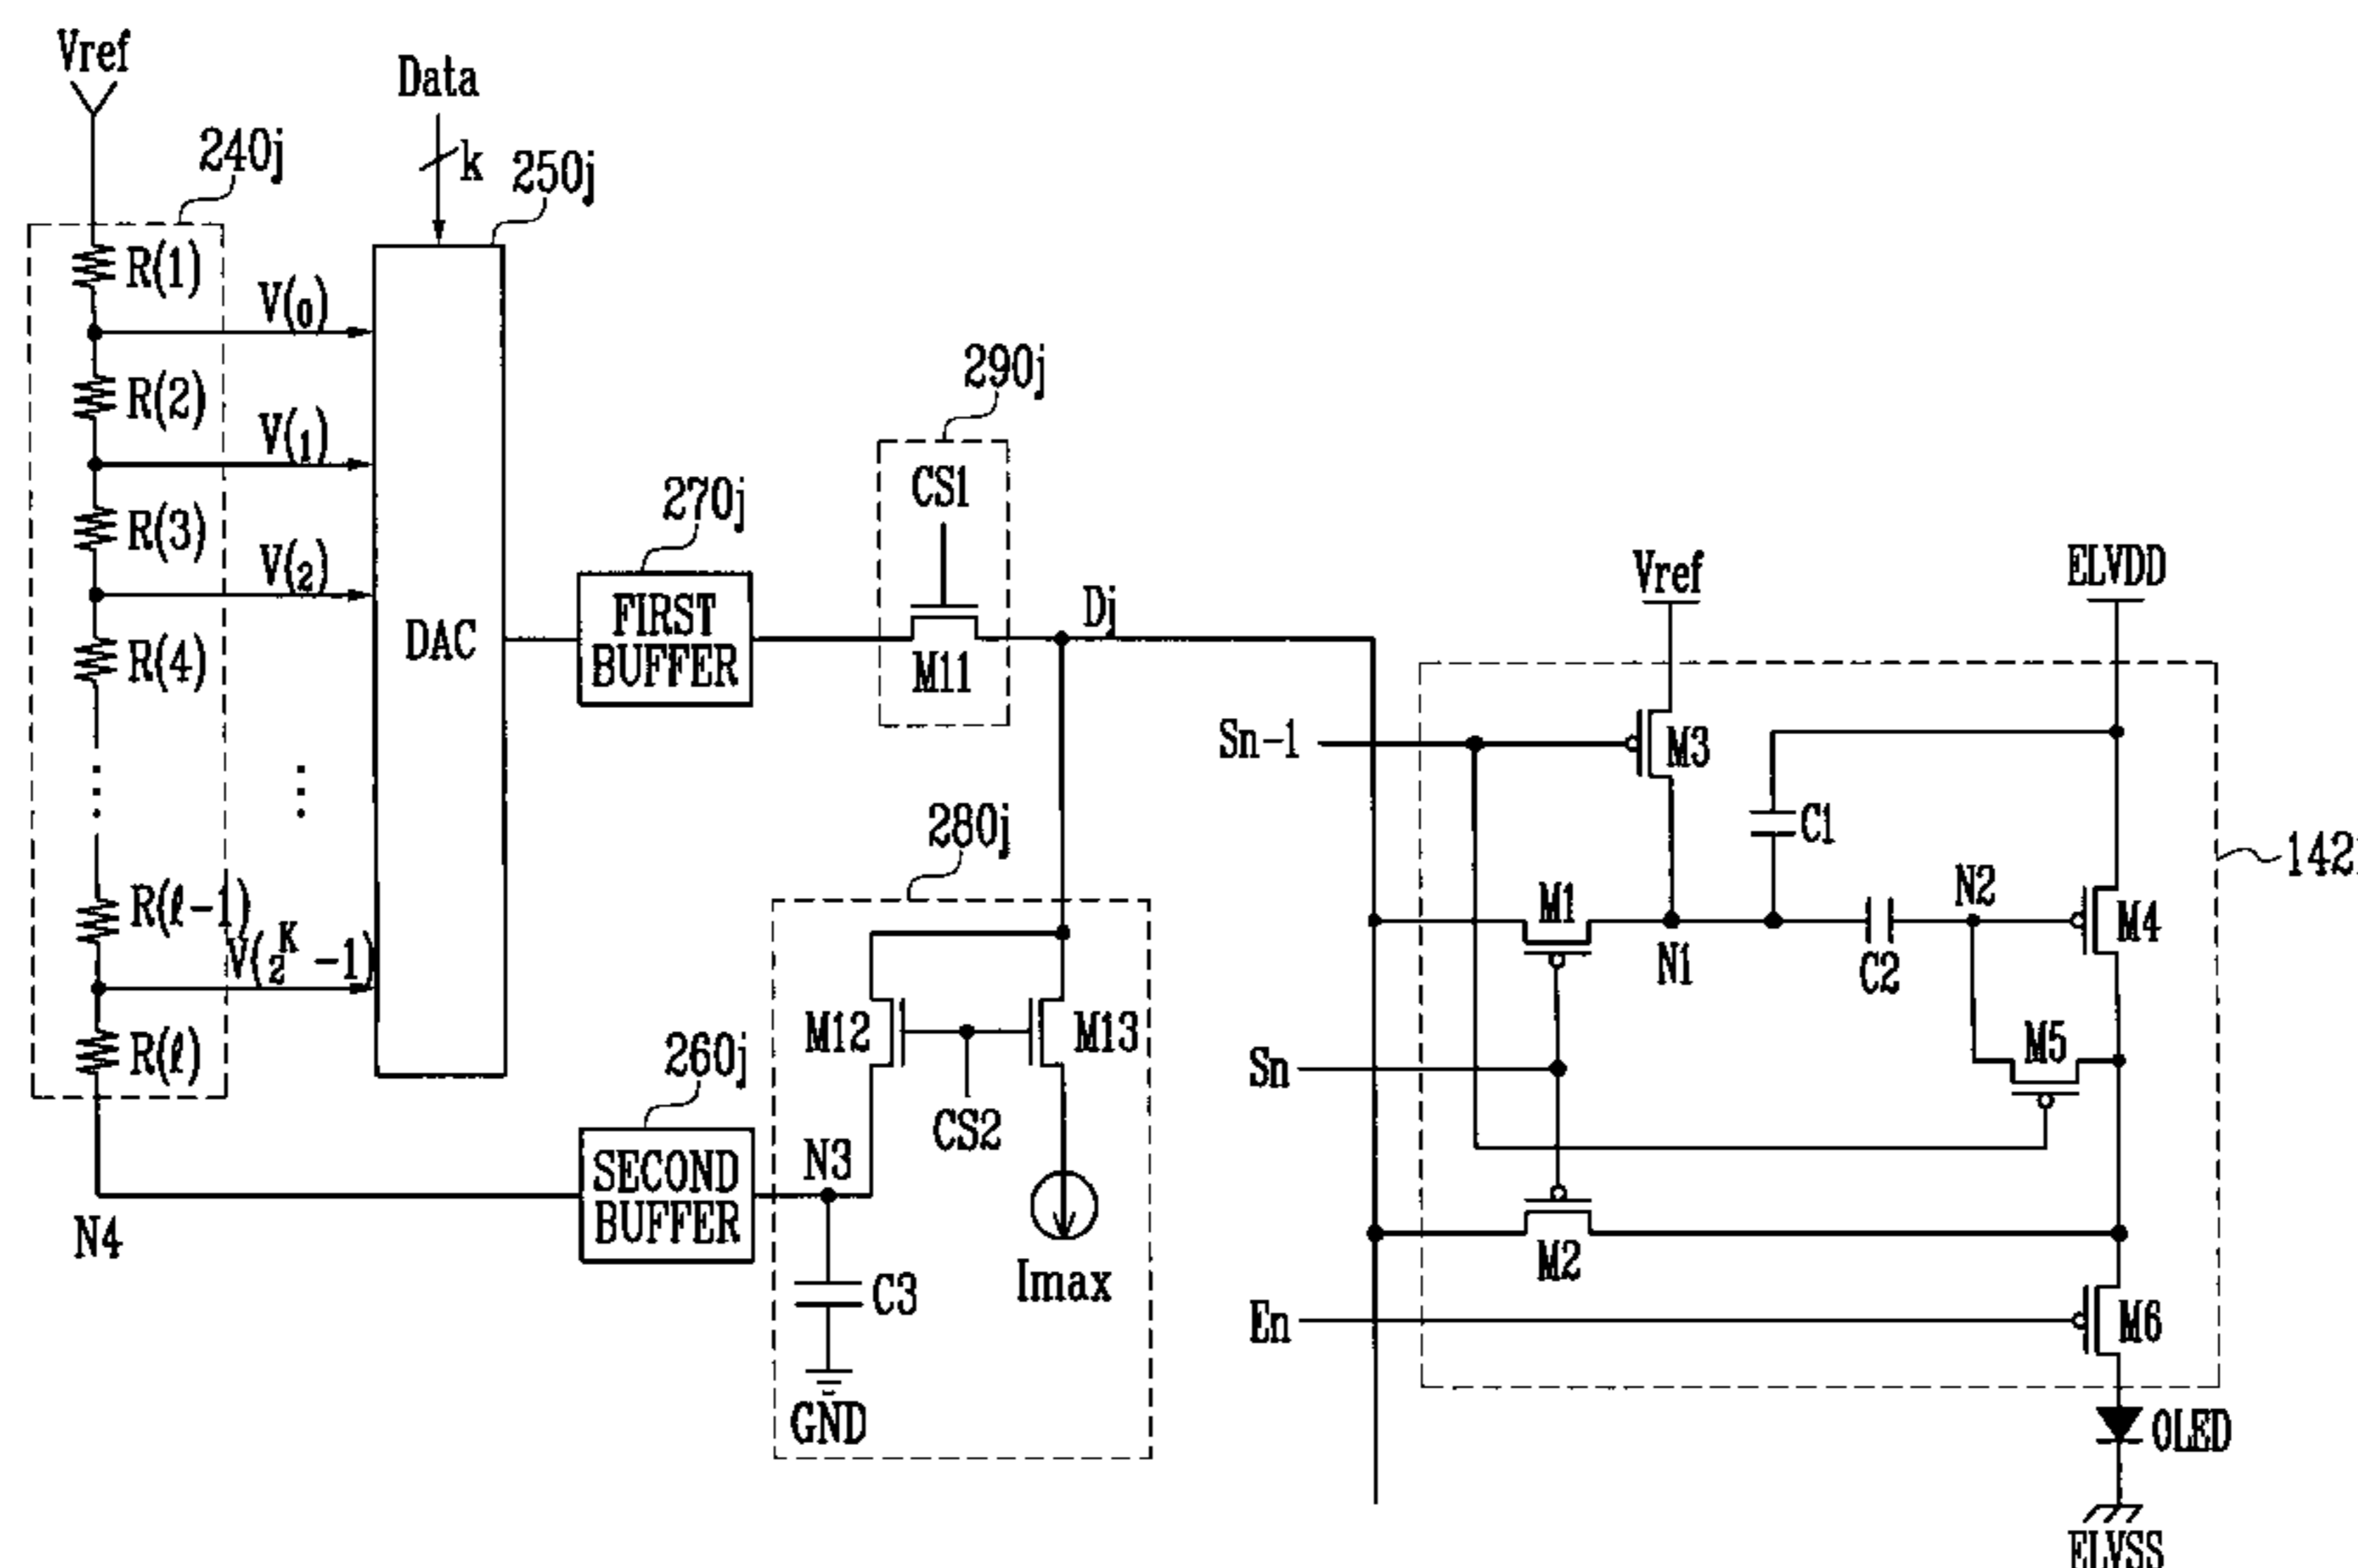 Vref
Data
k
240j
250j
R(1)
V(0)
R(2)
V(1)
R(3)
V(2)
R(4)
DAC
R(ℓ-1)
V(2^K -1)
R(ℓ)
N4
270j
FIRST
BUFFER
290j
CS1
M11
Dj
280j
M12
M13
CS2
260j
SECOND
BUFFER
N3
C3
GND
Imax
Vref
ELVDD
Sn-1
M3
C1
M1
N1
C2
N2
M4
M5
Sn
M2
En
M6
OLED
ELVSS